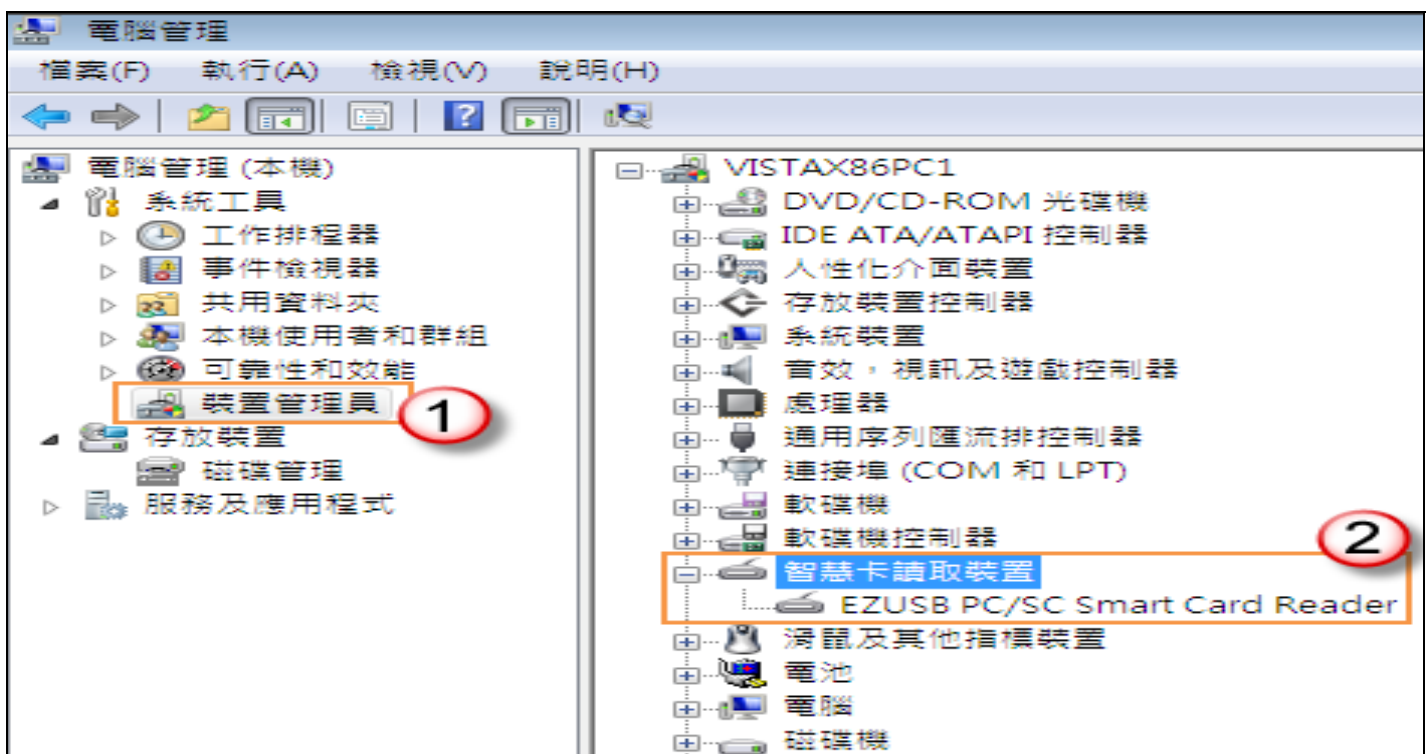 電腦管理
檔案(F) 執行(A) 檢視(V) 說明(H)
電腦管理 (本機)
系統工具
工作排程器
事件檢視器
共用資料夾
本機使用者和群組
可靠性和效能
裝置管理員
1
存放裝置
磁碟管理
服務及應用程式
VISTAX86PC1
DVD/CD-ROM 光碟機
IDE ATA/ATAPI 控制器
人性化介面裝置
存放裝置控制器
系統裝置
音效，視訊及遊戲控制器
處理器
通用序列匯流排控制器
連接埠 (COM 和 LPT)
軟碟機
軟碟機控制器
2
智慧卡讀取裝置
EZUSB PC/SC Smart Card Reader
滑鼠及其他指標裝置
電池
電腦
磁碟機